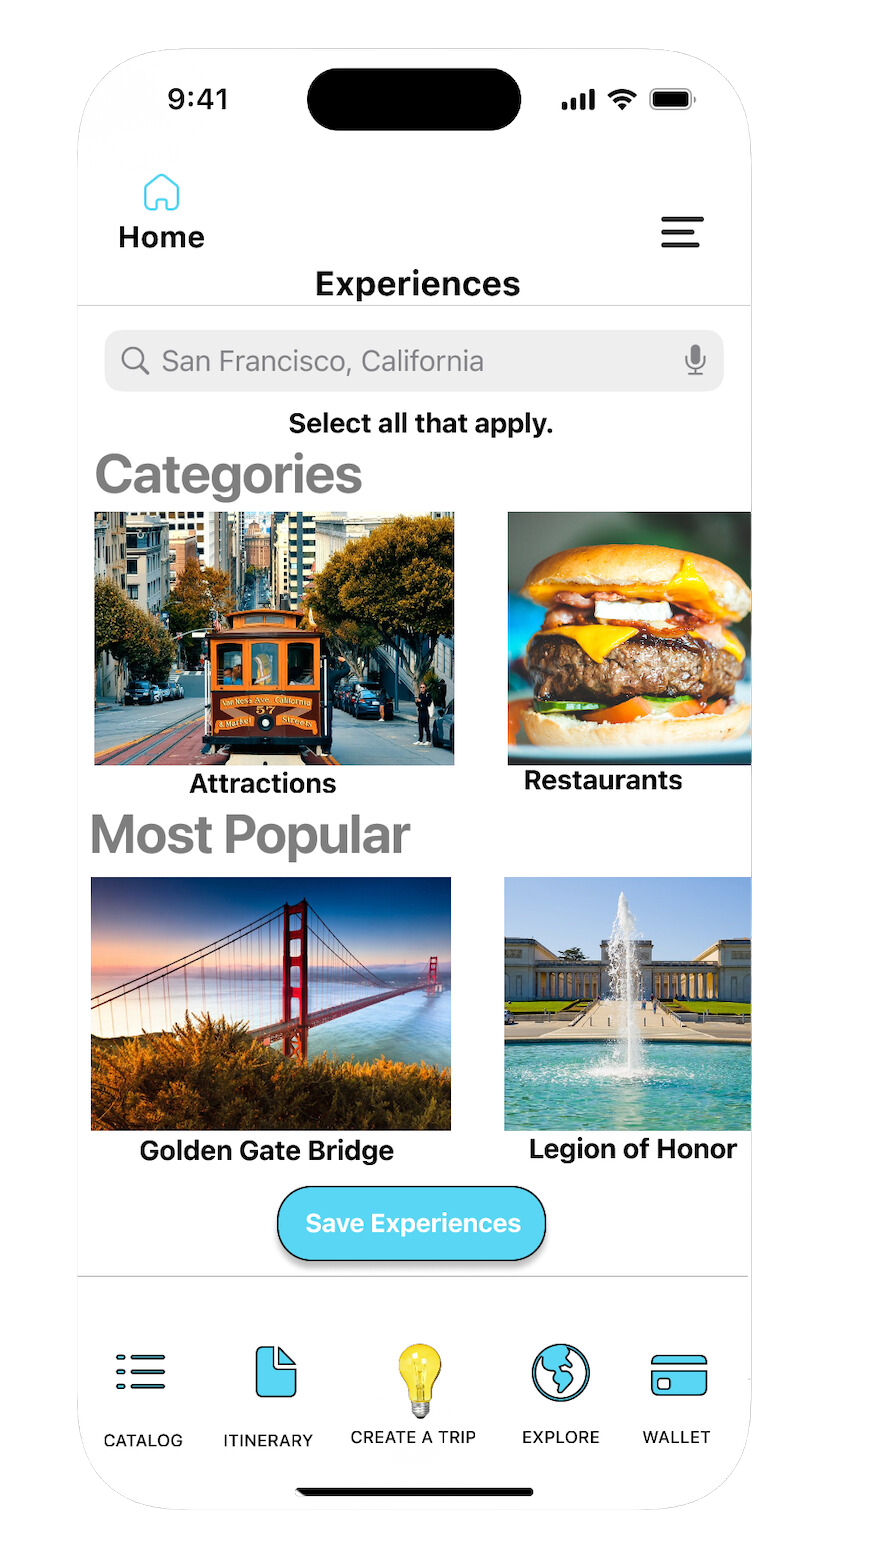 9:41
Home
Experiences
San Francisco, California
Select all that apply.
Categories
Van Ness Ave California
57
& Market Streets
Attractions
Restaurants
Most Popular
Golden Gate Bridge
Legion of Honor
Save Experiences
CATALOG
ITINERARY
CREATE A TRIP
EXPLORE
WALLET